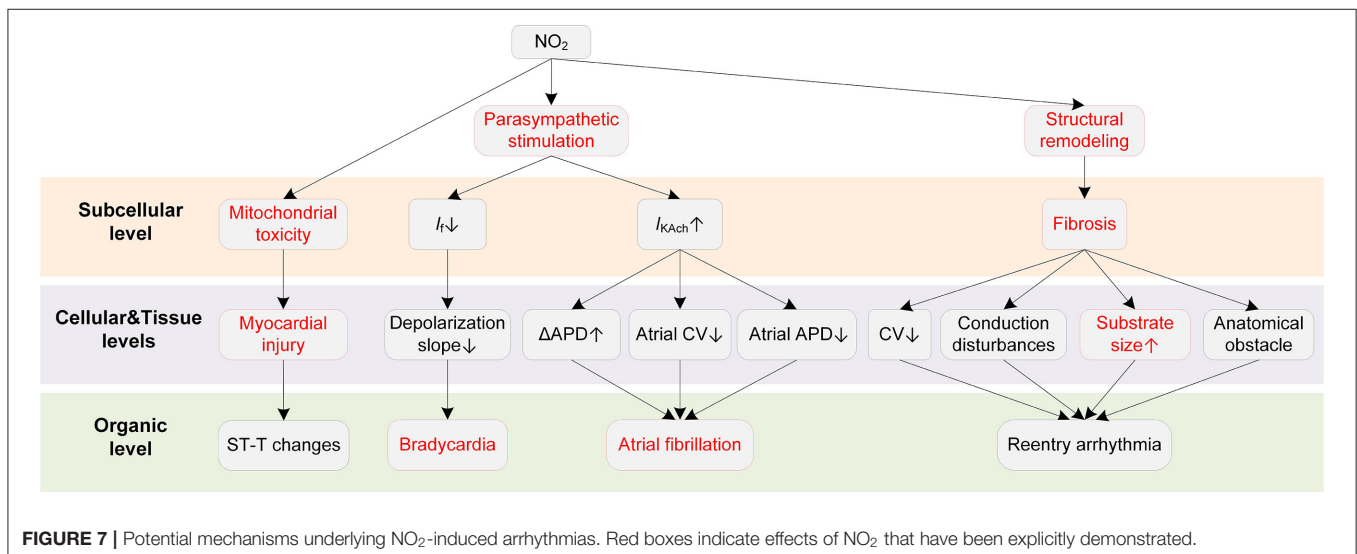 NO₂
Parasympathetic
stimulation
Structural
remodeling
Subcellular
level
Mitochondrial
toxicity
I_f↓
I_KAch↑
Fibrosis
Cellular&Tissue
levels
Myocardial
injury
Depolarization
slope↓
ΔAPD↑
Atrial CV↓
Atrial APD↓
CV↓
Conduction
disturbances
Substrate
size↑
Anatomical
obstacle
Organic
level
ST-T changes
Bradycardia
Atrial fibrillation
Reentry arrhythmia
FIGURE 7 | Potential mechanisms underlying NO₂-induced arrhythmias. Red boxes indicate effects of NO₂ that have been explicitly demonstrated.